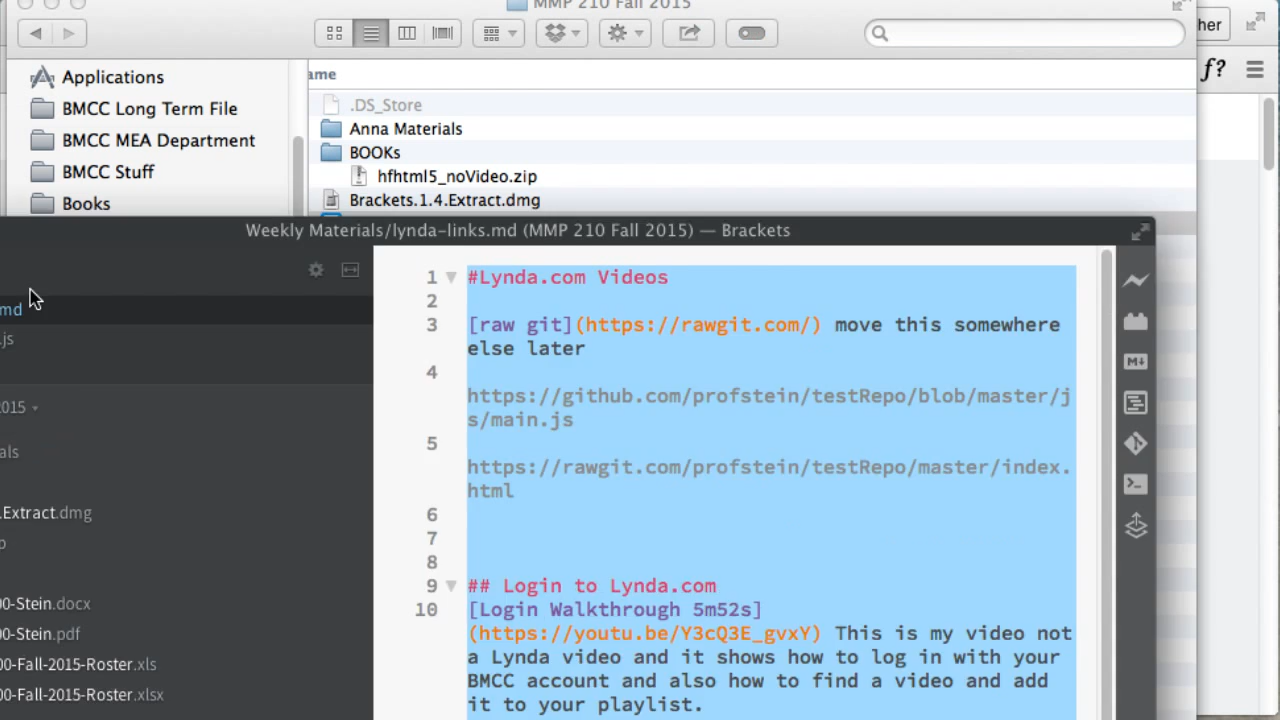 MMP 210 Fall 2015
her
f?
Applications
BMCC Long Term File
BMCC MEA Department
BMCC Stuff
Books
ame
.DS_Store
Anna Materials
BOOKs
hfhtml5_noVideo.zip
Brackets.1.4.Extract.dmg
Weekly Materials/lynda-links.md (MMP 210 Fall 2015) — Brackets
md
.js
2015
als
.Extract.dmg
p
00-Stein.docx
00-Stein.pdf
00-Fall-2015-Roster.xls
00-Fall-2015-Roster.xlsx
1 #Lynda.com Videos
2
3 [raw git](https://rawgit.com/) move this somewhere
else later
4
https://github.com/profstein/testRepo/blob/master/j
s/main.js
5
https://rawgit.com/profstein/testRepo/master/index.
html
6
7
8
9 ## Login to Lynda.com
10 [Login Walkthrough 5m52s]
(https://youtu.be/Y3cQ3E_gvxY) This is my video not
a Lynda video and it shows how to log in with your
BMCC account and also how to find a video and add
it to your playlist.
M↓